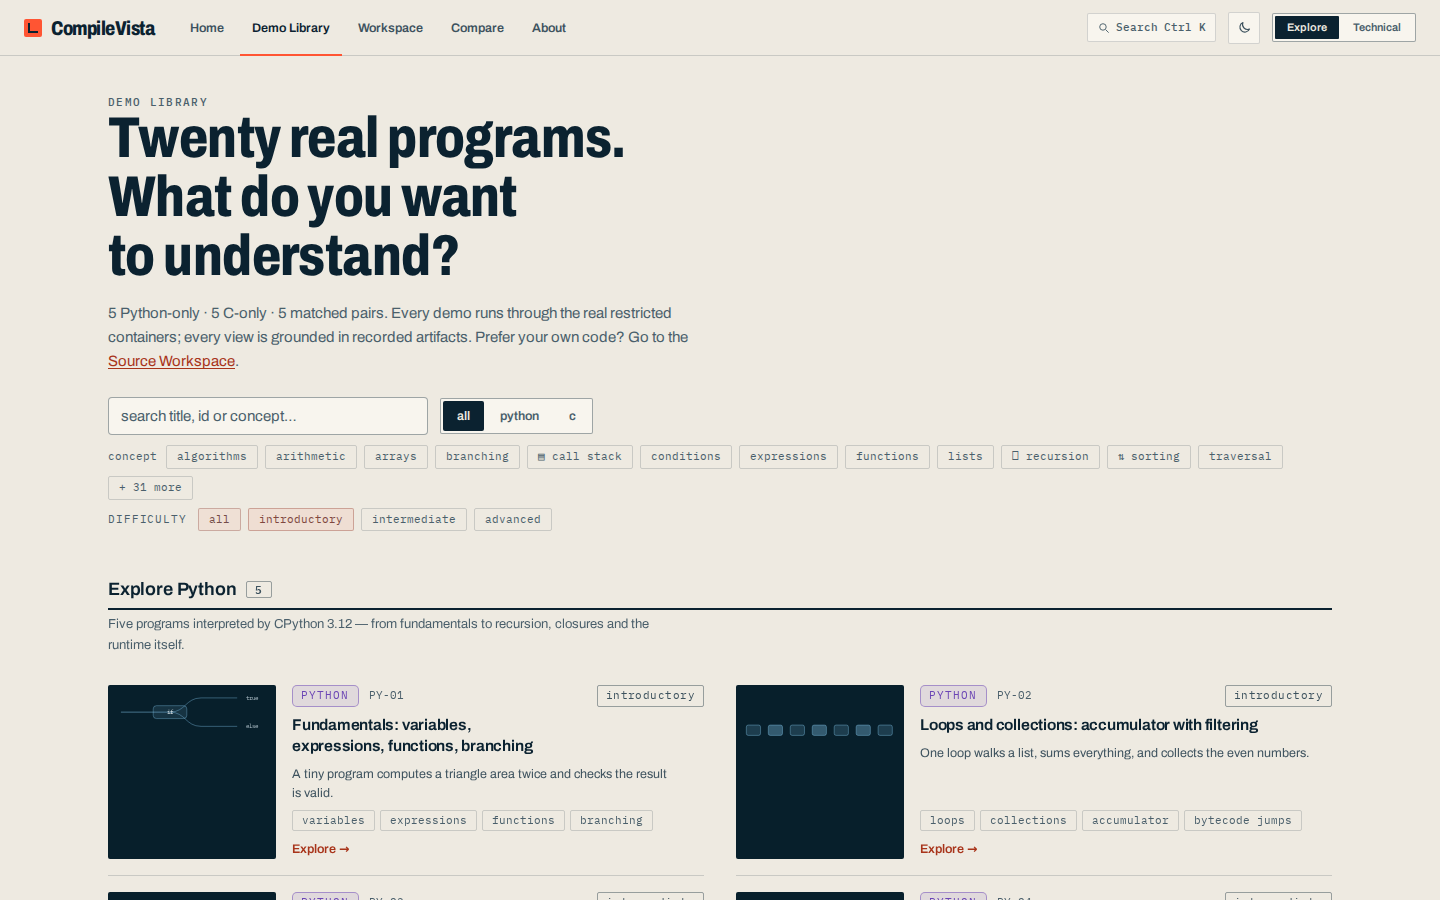 CompileVista
Home
Demo Library
Workspace
Compare
About
Search Ctrl K
Explore
Technical
DEMO LIBRARY
Twenty real programs.
What do you want
to understand?
5 Python-only · 5 C-only · 5 matched pairs. Every demo runs through the real restricted
containers; every view is grounded in recorded artifacts. Prefer your own code? Go to the
Source Workspace.
search title, id or concept...
all
python
c
concept
algorithms
arithmetic
arrays
branching
▤ call stack
conditions
expressions
functions
lists
recursion
⇅ sorting
traversal
+ 31 more
DIFFICULTY
all
introductory
intermediate
advanced
Explore Python
5
Five programs interpreted by CPython 3.12 — from fundamentals to recursion, closures and the
runtime itself.
if
true
else
PYTHON
PY-01
introductory
Fundamentals: variables,
expressions, functions, branching
A tiny program computes a triangle area twice and checks the result
is valid.
variables
expressions
functions
branching
Explore →
PYTHON
PY-02
introductory
Loops and collections: accumulator with filtering
One loop walks a list, sums everything, and collects the even numbers.
loops
collections
accumulator
bytecode jumps
Explore →